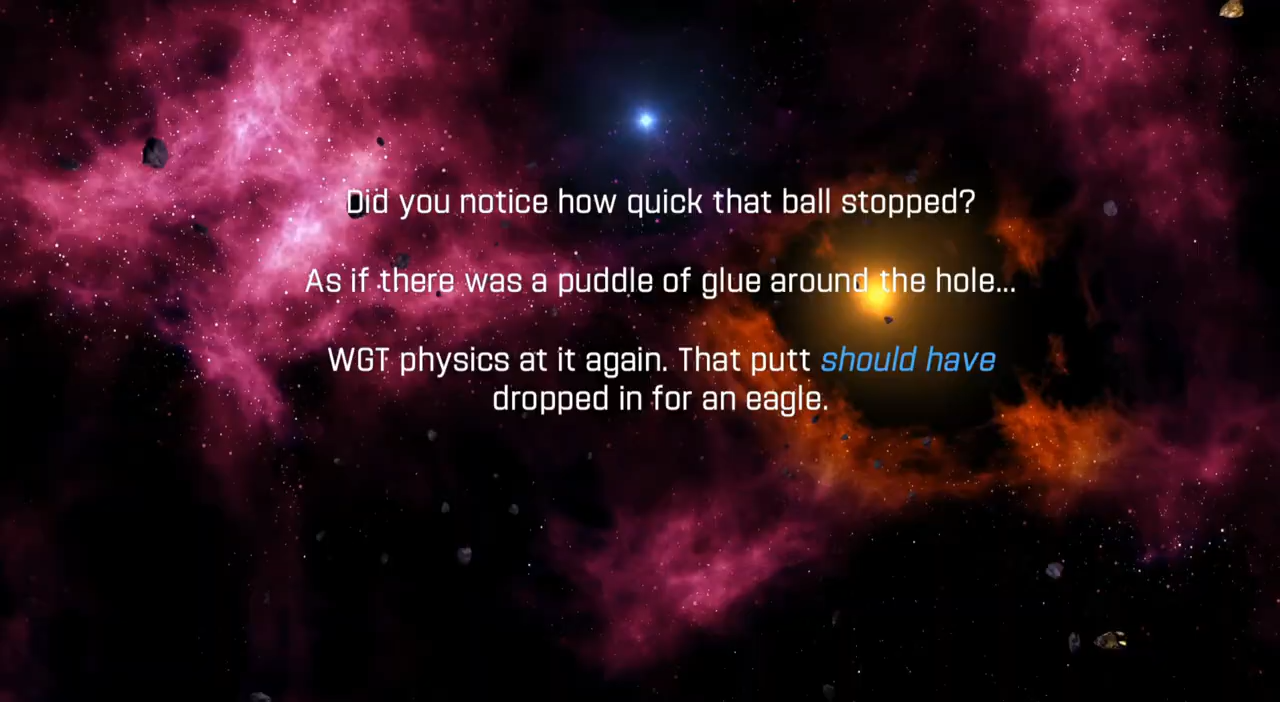 Did you notice how quick that ball stopped?
As if there was a puddle of glue around the hole...
WGT physics at it again. That putt should have
dropped in for an eagle.